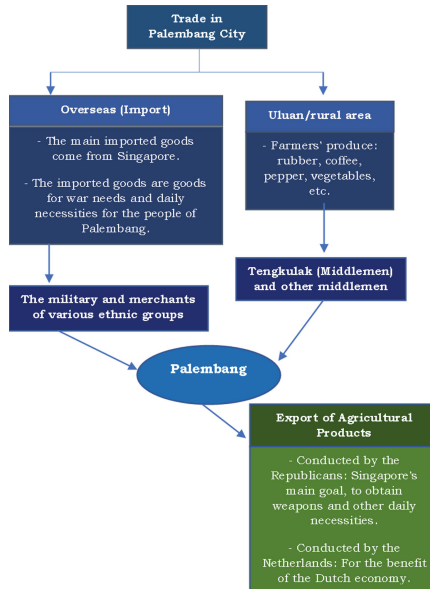 Trade in
Palembang City
Overseas (Import)
- The main imported goods
come from Singapore.
- The imported goods are goods
for war needs and daily
necessities for the people of
Palembang.
Uluan/rural area
- Farmers' produce:
rubber, coffee,
pepper, vegetables,
etc.
The military and merchants
of various ethnic groups
Tengkulak (Middlemen)
and other middlemen
Palembang
Export of Agricultural
Products
- Conducted by the
Republicans: Singapore's
main goal, to obtain
weapons and other daily
necessities.
- Conducted by the
Netherlands: For the benefit
of the Dutch economy.